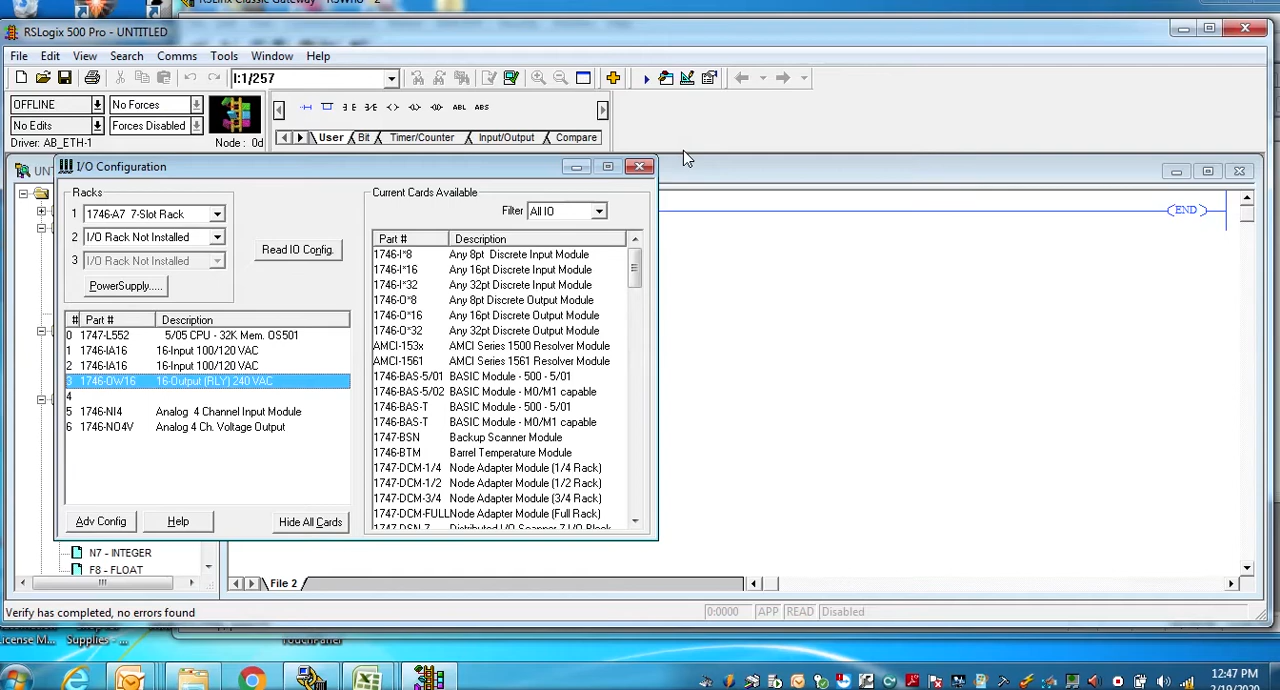 RSLogix 500 Pro - UNTITLED
File Edit View Search Comms Tools Window Help
I:1/257
OFFLINE No Forces
No Edits Forces Disabled
Driver: AB_ETH-1 Node : 0d
ABL ABS
User Bit Timer/Counter Input/Output Compare
UNT
I/O Configuration
Racks
1 1746-A7 7-Slot Rack
2 I/O Rack Not Installed
3 I/O Rack Not Installed
Read IO Config.
PowerSupply.....
# Part # Description
0 1747-L552 5/05 CPU - 32K Mem. OS501
1 1746-IA16 16-Input 100/120 VAC
2 1746-IA16 16-Input 100/120 VAC
3 1746-OW16 16-Output (RLY) 240 VAC
4
5 1746-NI4 Analog 4 Channel Input Module
6 1746-NO4V Analog 4 Ch. Voltage Output
Adv Config Help Hide All Cards
Current Cards Available
Filter All IO
Part # Description
1746-I*8 Any 8pt Discrete Input Module
1746-I*16 Any 16pt Discrete Input Module
1746-I*32 Any 32pt Discrete Input Module
1746-O*8 Any 8pt Discrete Output Module
1746-O*16 Any 16pt Discrete Output Module
1746-O*32 Any 32pt Discrete Output Module
AMCI-153x AMCI Series 1500 Resolver Module
AMCI-1561 AMCI Series 1561 Resolver Module
1746-BAS-5/01 BASIC Module - 500 - 5/01
1746-BAS-5/02 BASIC Module - M0/M1 capable
1746-BAS-T BASIC Module - 500 - 5/01
1746-BAS-T BASIC Module - M0/M1 capable
1747-BSN Backup Scanner Module
1746-BTM Barrel Temperature Module
1747-DCM-1/4 Node Adapter Module (1/4 Rack)
1747-DCM-1/2 Node Adapter Module (1/2 Rack)
1747-DCM-3/4 Node Adapter Module (3/4 Rack)
1747-DCM-FULL Node Adapter Module (Full Rack)
1747-DSN-7 Distributed I/O Scanner 7 I/O Block
END
N7 - INTEGER
F8 - FLOAT
File 2
Verify has completed, no errors found
0:0000 APP READ Disabled
License M... Supplies - ...
12:47 PM